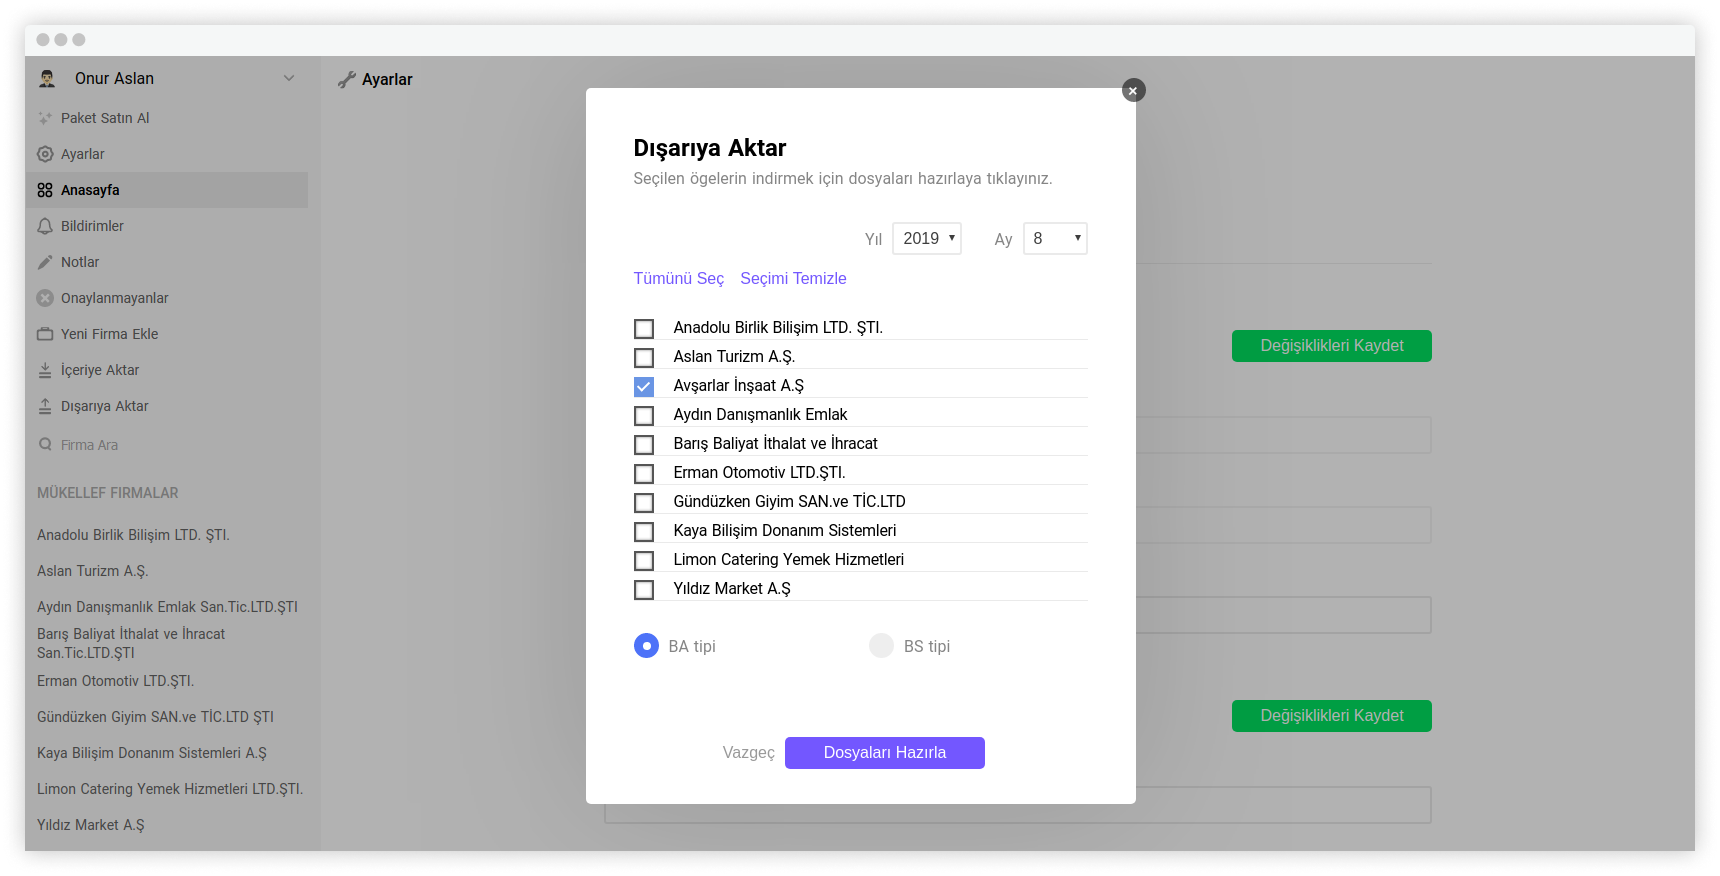 Onur Aslan
Paket Satın Al
Ayarlar
Anasayfa
Bildirimler
Notlar
Onaylanmayanlar
Yeni Firma Ekle
İçeriye Aktar
Dışarıya Aktar
Firma Ara
MÜKELLEF FIRMALAR
Anadolu Birlik Bilişim LTD. ŞTI.
Aslan Turizm A.Ş.
Aydın Danışmanlık Emlak San.Tic.LTD.ŞTI
Barış Baliyat İthalat ve İhracat
San.Tic.LTD.ŞTI
Erman Otomotiv LTD.ŞTI.
Gündüzken Giyim SAN.ve TİC.LTD ŞTI
Kaya Bilişim Donanım Sistemleri A.Ş
Limon Catering Yemek Hizmetleri LTD.ŞTI.
Yıldız Market A.Ş
Ayarlar
Dışarıya Aktar
Seçilen ögelerin indirmek için dosyaları hazırlaya tıklayınız.
Yıl 2019 Ay 8
Tümünü Seç Seçimi Temizle
Anadolu Birlik Bilişim LTD. ŞTI.
Aslan Turizm A.Ş.
Avşarlar İnşaat A.Ş
Aydın Danışmanlık Emlak
Barış Baliyat İthalat ve İhracat
Erman Otomotiv LTD.ŞTI.
Gündüzken Giyim SAN.ve TİC.LTD
Kaya Bilişim Donanım Sistemleri
Limon Catering Yemek Hizmetleri
Yıldız Market A.Ş
BA tipi BS tipi
Vazgeç Dosyaları Hazırla
Değişiklikleri Kaydet
Değişiklikleri Kaydet